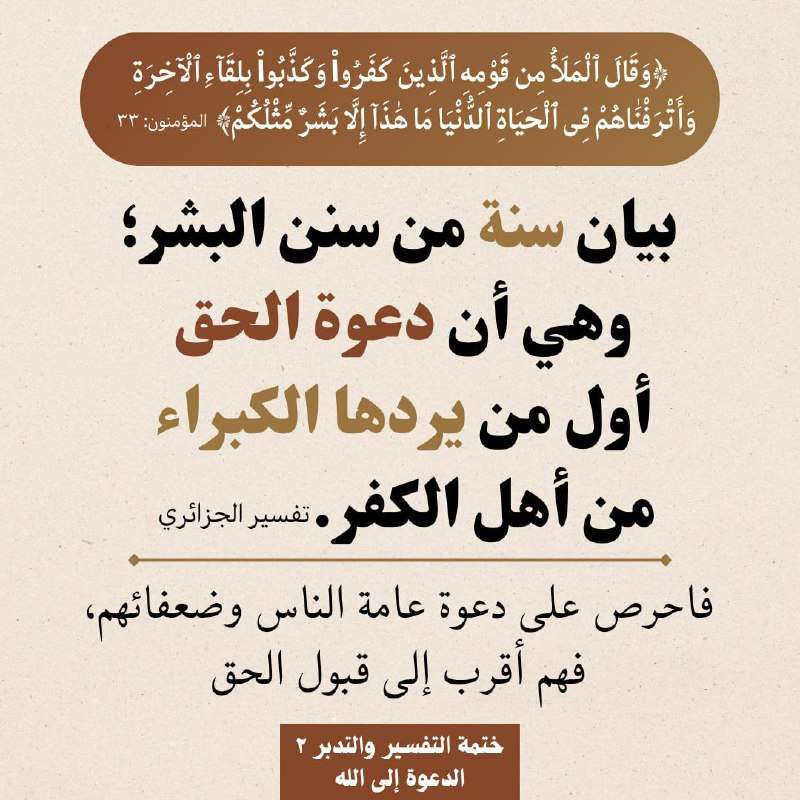 ﴿وَقَالَ ٱلْمَلَأُ مِن قَوْمِهِ ٱلَّذِينَ كَفَرُوا۟ وَكَذَّبُوا۟ بِلِقَآءِ ٱلْآخِرَةِ
وَأَتْرَفْنَٰهُمْ فِى ٱلْحَيَاةِ ٱلدُّنْيَا مَا هَٰذَآ إِلَّا بَشَرٌ مِّثْلُكُمْ﴾ المؤمنون: ٣٣
بيان سنة من سنن البشر؛
وهي أن دعوة الحق
أول من يردها الكبراء
من أهل الكفر. تفسير الجزائري
فاحرص على دعوة عامة الناس وضعفائهم،
فهم أقرب إلى قبول الحق
ختمة التفسير والتدبر ٢
الدعوة إلى الله